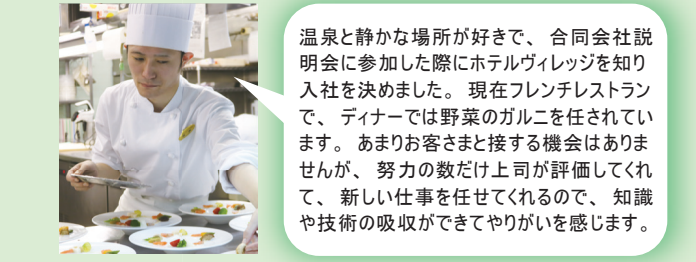 温泉と静かな場所が好きで、合同会社説
明会に参加した際にホテルヴィレッジを知り
入社を決めました。現在フレンチレストラン
で、ディナーでは野菜のガルニを任されてい
ます。あまりお客さまと接する機会はありま
せんが、努力の数だけ上司が評価してくれ
て、新しい仕事を任せてくれるので、知識
や技術の吸収ができてやりがいを感じます。